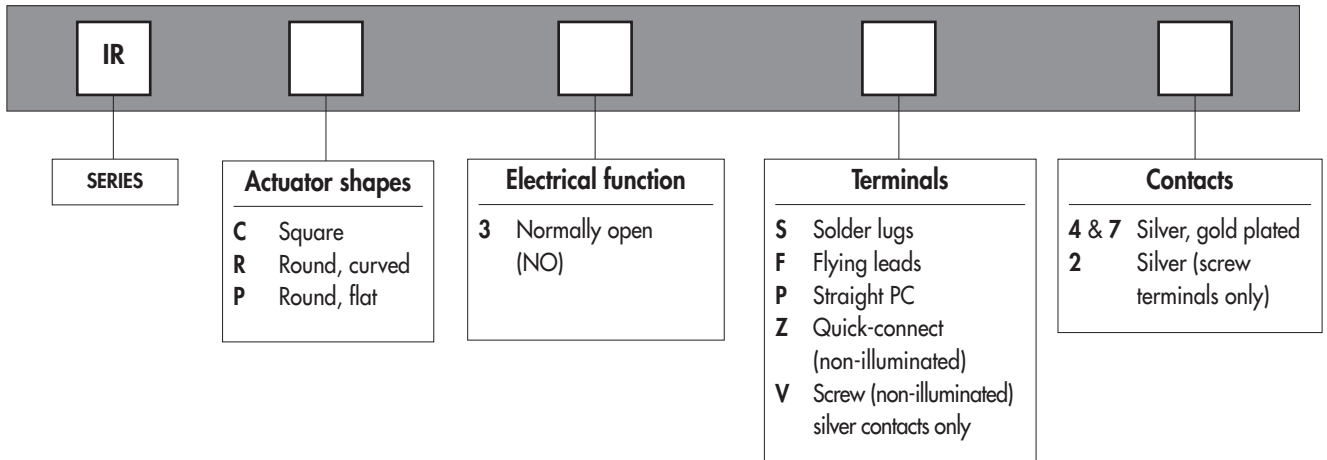 IR
SERIES
Actuator shapes
C Square
R Round, curved
P Round, flat
Electrical function
3 Normally open
(NO)
Terminals
S Solder lugs
F Flying leads
P Straight PC
Z Quick-connect
(non-illuminated)
V Screw (non-illuminated)
silver contacts only
Contacts
4 & 7 Silver, gold plated
2 Silver (screw
terminals only)